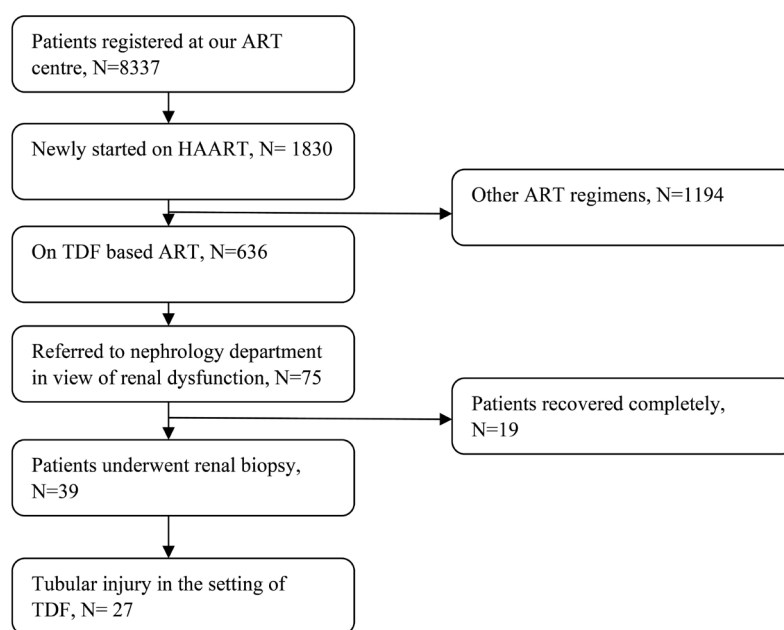 Patients registered at our ART
centre, N=8337
Newly started on HAART, N= 1830
Other ART regimens, N=1194
On TDF based ART, N=636
Referred to nephrology department
in view of renal dysfunction, N=75
Patients recovered completely,
N=19
Patients underwent renal biopsy,
N=39
Tubular injury in the setting of
TDF, N= 27